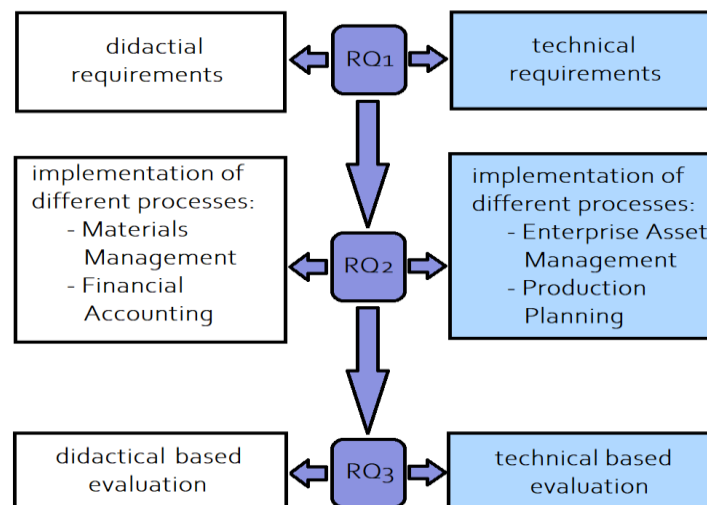 didactial
requirements
RQ1
technical
requirements
implementation of
different processes:
- Materials
Management
- Financial
Accounting
RQ2
implementation of
different processes:
- Enterprise Asset
Management
- Production
Planning
didactical based
evaluation
RQ3
technical based
evaluation